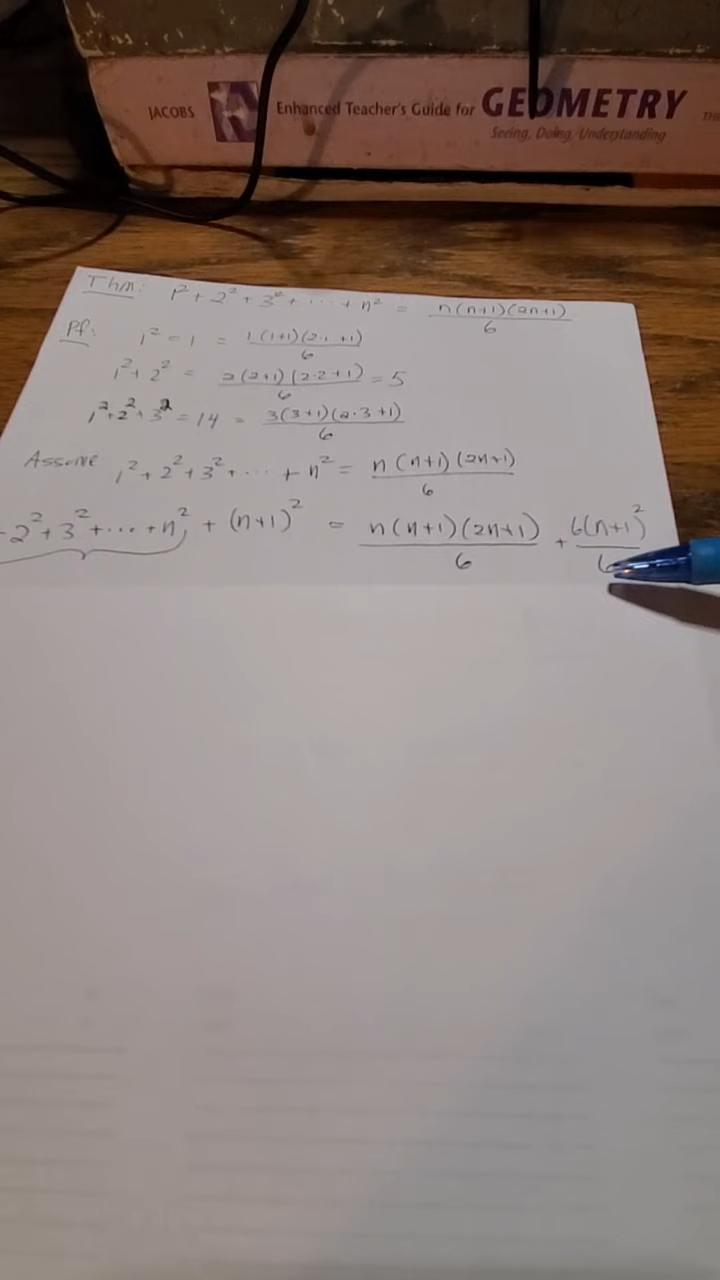 JACOBS Enhanced Teacher's Guide for GEOMETRY
Seeing, Doing, Understanding
Thm: 1² + 2² + 3² + ⋯ + n² = n(n+1)(2n+1)/6
Pf: 1² = 1 = 1(1+1)(2·1+1)/6
1² + 2² = 2(2+1)(2·2+1)/6 = 5
1² + 2² + 3² = 14 = 3(3+1)(2·3+1)/6
Assume 1² + 2² + 3² + ⋯ + n² = n(n+1)(2n+1)/6
+ 2² + 3² + ⋯ + n² + (n+1)² = n(n+1)(2n+1)/6 + 6(n+1)²/6